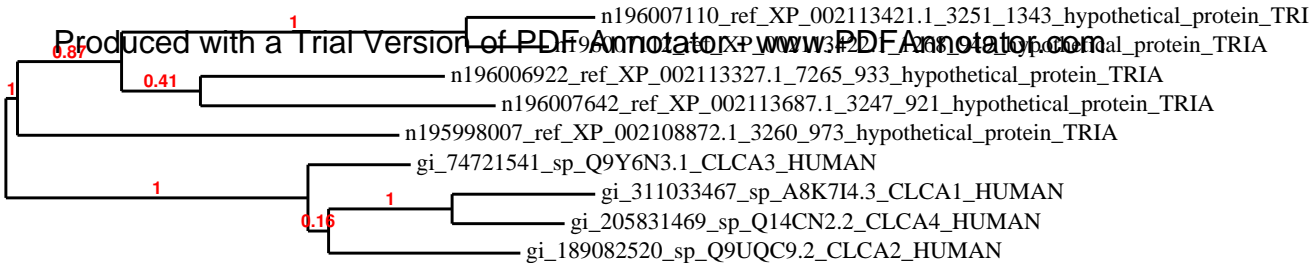 1
n196007110_ref_XP_002113421.1_3251_1343_hypothetical_protein_TRI
Produced with a Trial Version of PDF Annotator - www.PDFAnnotator.com
0.87
0.41
n196006922_ref_XP_002113327.1_7265_933_hypothetical_protein_TRIA
1
n196007642_ref_XP_002113687.1_3247_921_hypothetical_protein_TRIA
n195998007_ref_XP_002108872.1_3260_973_hypothetical_protein_TRIA
gi_74721541_sp_Q9Y6N3.1_CLCA3_HUMAN
1
1
gi_311033467_sp_A8K7I4.3_CLCA1_HUMAN
0.16
gi_205831469_sp_Q14CN2.2_CLCA4_HUMAN
gi_189082520_sp_Q9UQC9.2_CLCA2_HUMAN